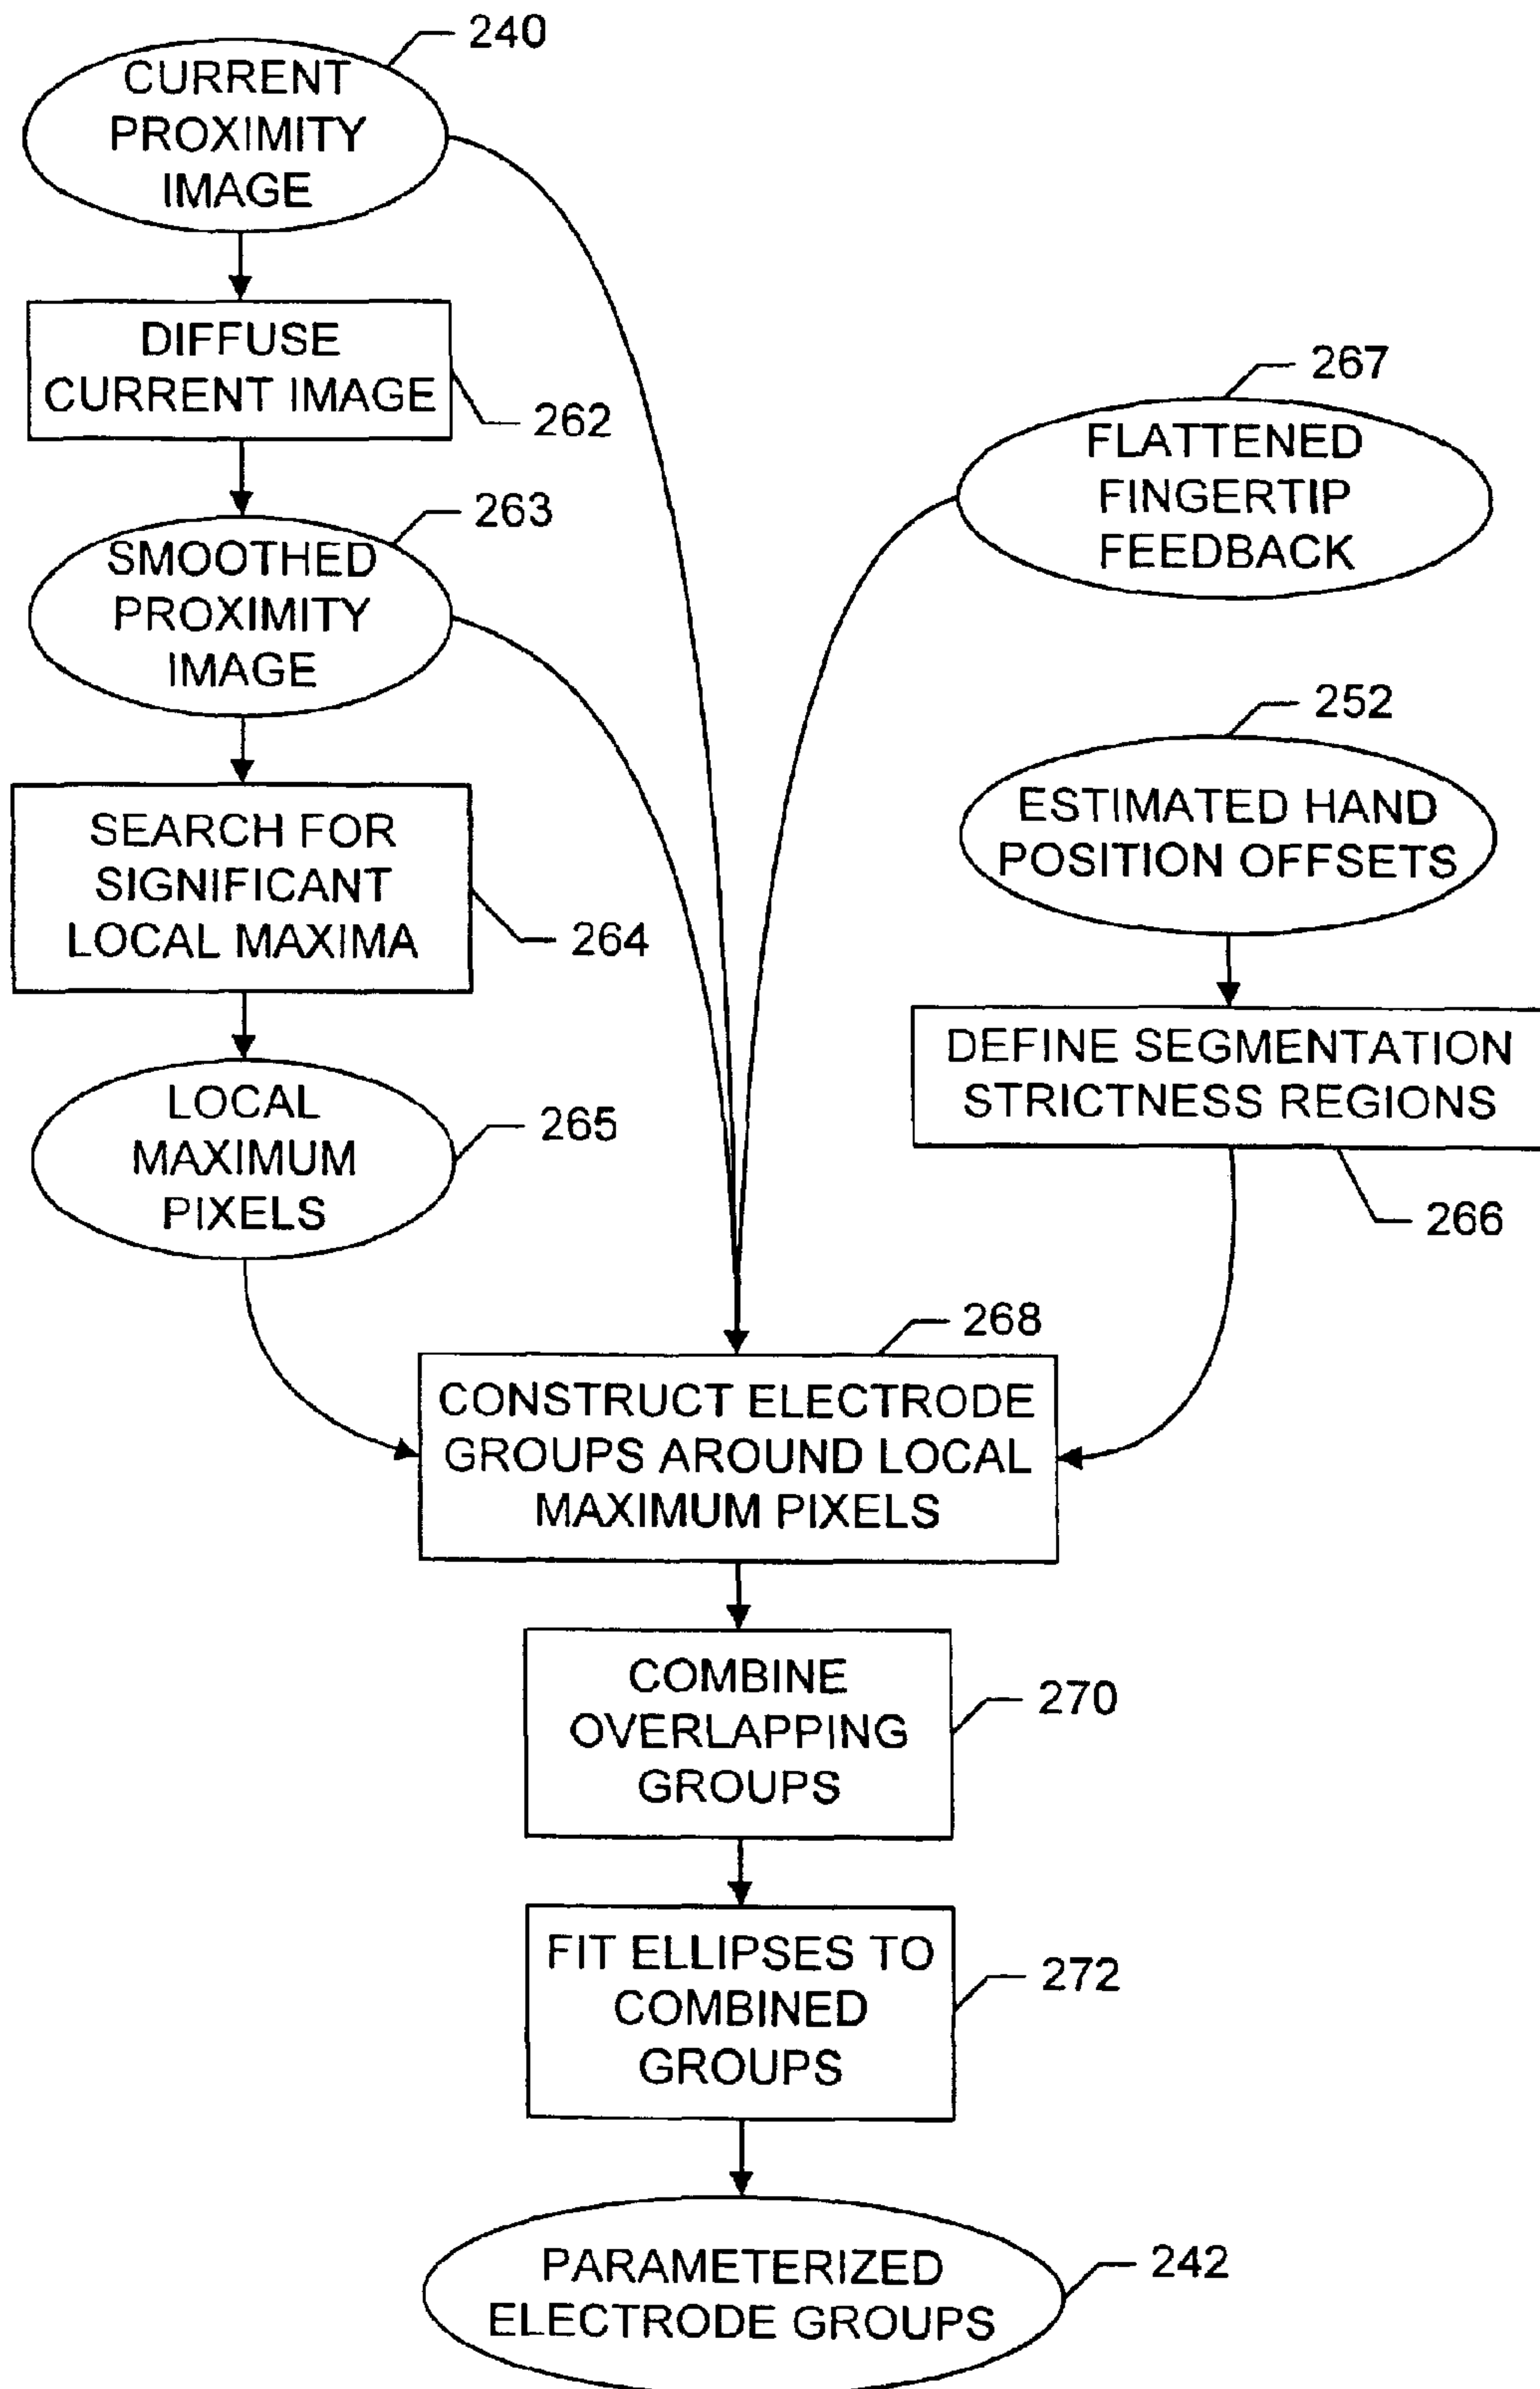 240
CURRENT
PROXIMITY
IMAGE
DIFFUSE
CURRENT IMAGE
262
267
FLATTENED
FINGERTIP
FEEDBACK
263
SMOOTHED
PROXIMITY
IMAGE
252
ESTIMATED HAND
POSITION OFFSETS
SEARCH FOR
SIGNIFICANT
LOCAL MAXIMA
264
DEFINE SEGMENTATION
STRICTNESS REGIONS
266
LOCAL
MAXIMUM
PIXELS
265
268
CONSTRUCT ELECTRODE
GROUPS AROUND LOCAL
MAXIMUM PIXELS
COMBINE
OVERLAPPING
GROUPS
270
FIT ELLIPSES TO
COMBINED
GROUPS
272
PARAMETERIZED
ELECTRODE GROUPS
242